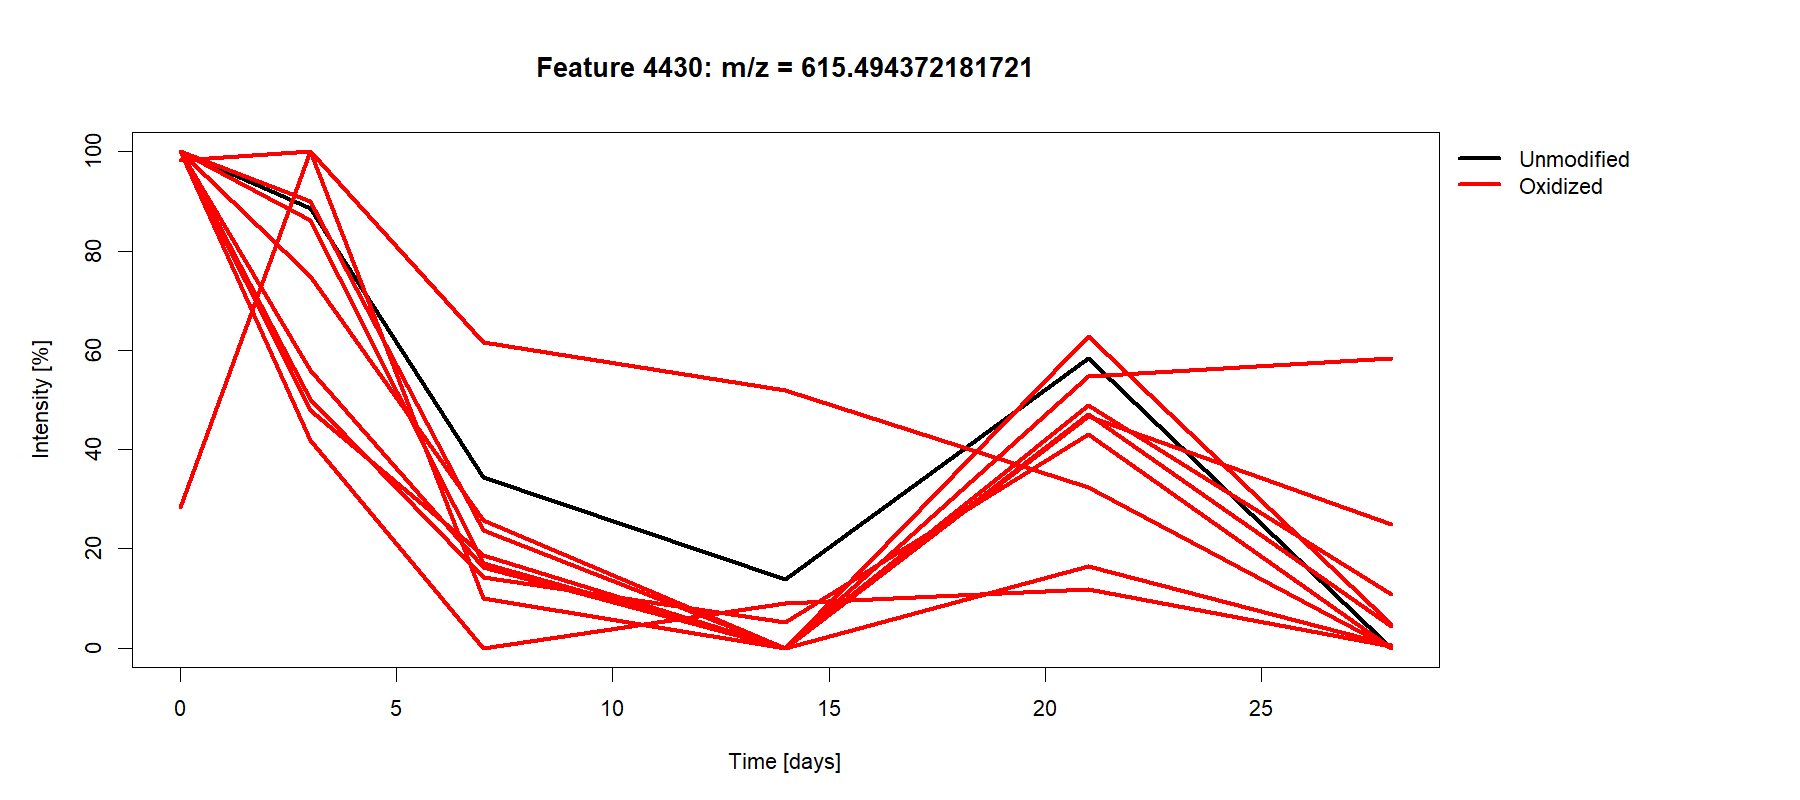 Feature 4430: m/z = 615.494372181721
Unmodified
Oxidized
Intensity [%]
100
80
60
40
20
0
0 5 10 15 20 25
Time [days]